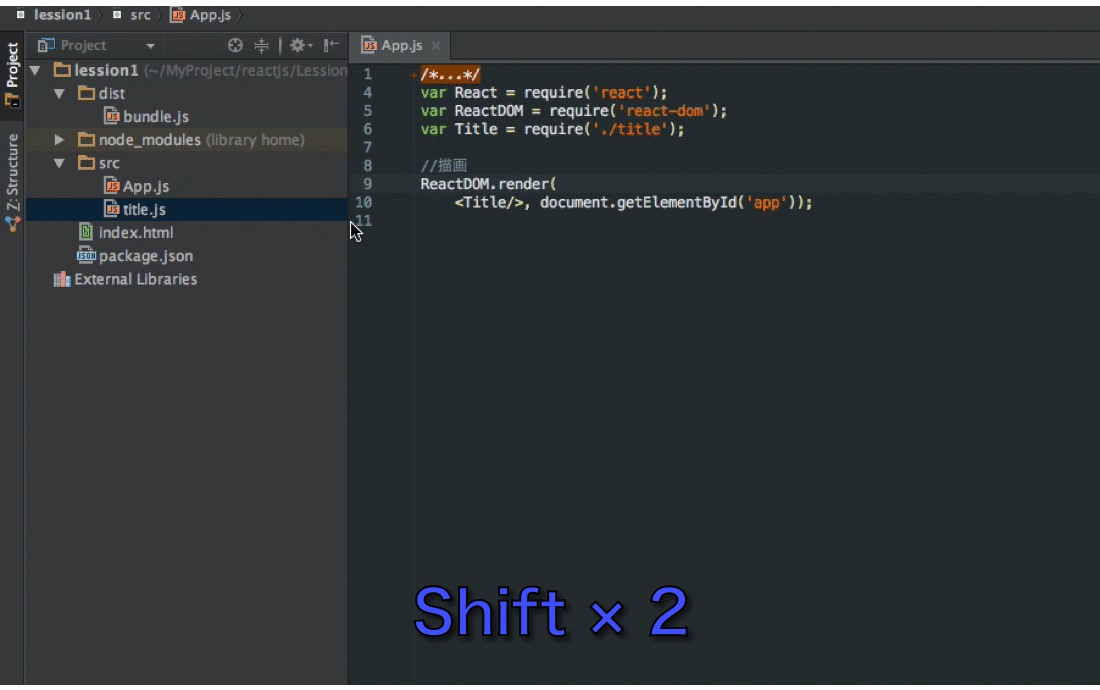 lession1 src App.js
Project
Z: Structure
Project
lession1 (~/MyProject/reactjs/Lession
dist
bundle.js
node_modules (library home)
src
App.js
title.js
index.html
package.json
External Libraries
App.js
1 /*...*/
4 var React = require('react');
5 var ReactDOM = require('react-dom');
6 var Title = require('./title');
7
8 //描画
9 ReactDOM.render(
10 <Title/>, document.getElementById('app'));
11
Shift × 2